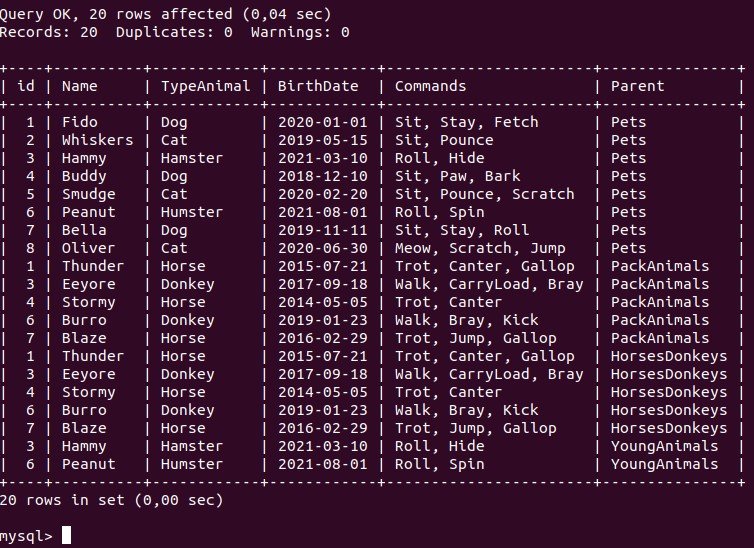 Query OK, 20 rows affected (0,04 sec)
Records: 20  Duplicates: 0  Warnings: 0

+----+----------+------------+------------+-----------------------+---------------+
| id | Name     | TypeAnimal | BirthDate  | Commands              | Parent        |
+----+----------+------------+------------+-----------------------+---------------+
|  1 | Fido     | Dog        | 2020-01-01 | Sit, Stay, Fetch      | Pets          |
|  2 | Whiskers | Cat        | 2019-05-15 | Sit, Pounce           | Pets          |
|  3 | Hammy    | Hamster    | 2021-03-10 | Roll, Hide            | Pets          |
|  4 | Buddy    | Dog        | 2018-12-10 | Sit, Paw, Bark        | Pets          |
|  5 | Smudge   | Cat        | 2020-02-20 | Sit, Pounce, Scratch  | Pets          |
|  6 | Peanut   | Humster    | 2021-08-01 | Roll, Spin            | Pets          |
|  7 | Bella    | Dog        | 2019-11-11 | Sit, Stay, Roll       | Pets          |
|  8 | Oliver   | Cat        | 2020-06-30 | Meow, Scratch, Jump   | Pets          |
|  1 | Thunder  | Horse      | 2015-07-21 | Trot, Canter, Gallop  | PackAnimals   |
|  3 | Eeyore   | Donkey     | 2017-09-18 | Walk, CarryLoad, Bray | PackAnimals   |
|  4 | Stormy   | Horse      | 2014-05-05 | Trot, Canter          | PackAnimals   |
|  6 | Burro    | Donkey     | 2019-01-23 | Walk, Bray, Kick      | PackAnimals   |
|  7 | Blaze    | Horse      | 2016-02-29 | Trot, Jump, Gallop    | PackAnimals   |
|  1 | Thunder  | Horse      | 2015-07-21 | Trot, Canter, Gallop  | HorsesDonkeys |
|  3 | Eeyore   | Donkey     | 2017-09-18 | Walk, CarryLoad, Bray | HorsesDonkeys |
|  4 | Stormy   | Horse      | 2014-05-05 | Trot, Canter          | HorsesDonkeys |
|  6 | Burro    | Donkey     | 2019-01-23 | Walk, Bray, Kick      | HorsesDonkeys |
|  7 | Blaze    | Horse      | 2016-02-29 | Trot, Jump, Gallop    | HorsesDonkeys |
|  3 | Hammy    | Hamster    | 2021-03-10 | Roll, Hide            | YoungAnimals  |
|  6 | Peanut   | Humster    | 2021-08-01 | Roll, Spin            | YoungAnimals  |
+----+----------+------------+------------+-----------------------+---------------+
20 rows in set (0,00 sec)

mysql>